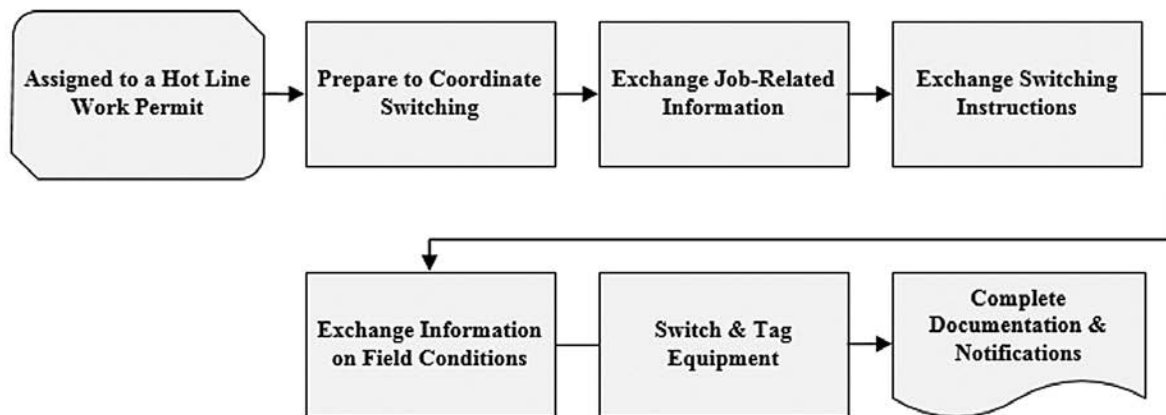 Assigned to a Hot Line
Work Permit
Prepare to Coordinate
Switching
Exchange Job-Related
Information
Exchange Switching
Instructions
Exchange Information
on Field Conditions
Switch & Tag
Equipment
Complete
Documentation &
Notifications